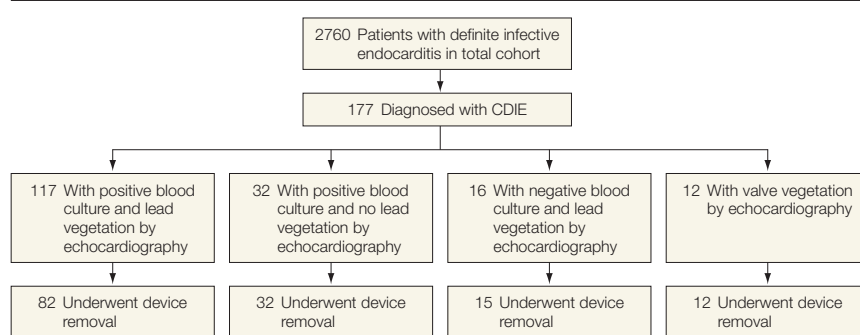 2760 Patients with definite infective
endocarditis in total cohort
177 Diagnosed with CDIE
117 With positive blood
culture and lead
vegetation by
echocardiography
32 With positive blood
culture and no lead
vegetation by
echocardiography
16 With negative blood
culture and lead
vegetation by
echocardiography
12 With valve vegetation
by echocardiography
82 Underwent device
removal
32 Underwent device
removal
15 Underwent device
removal
12 Underwent device
removal